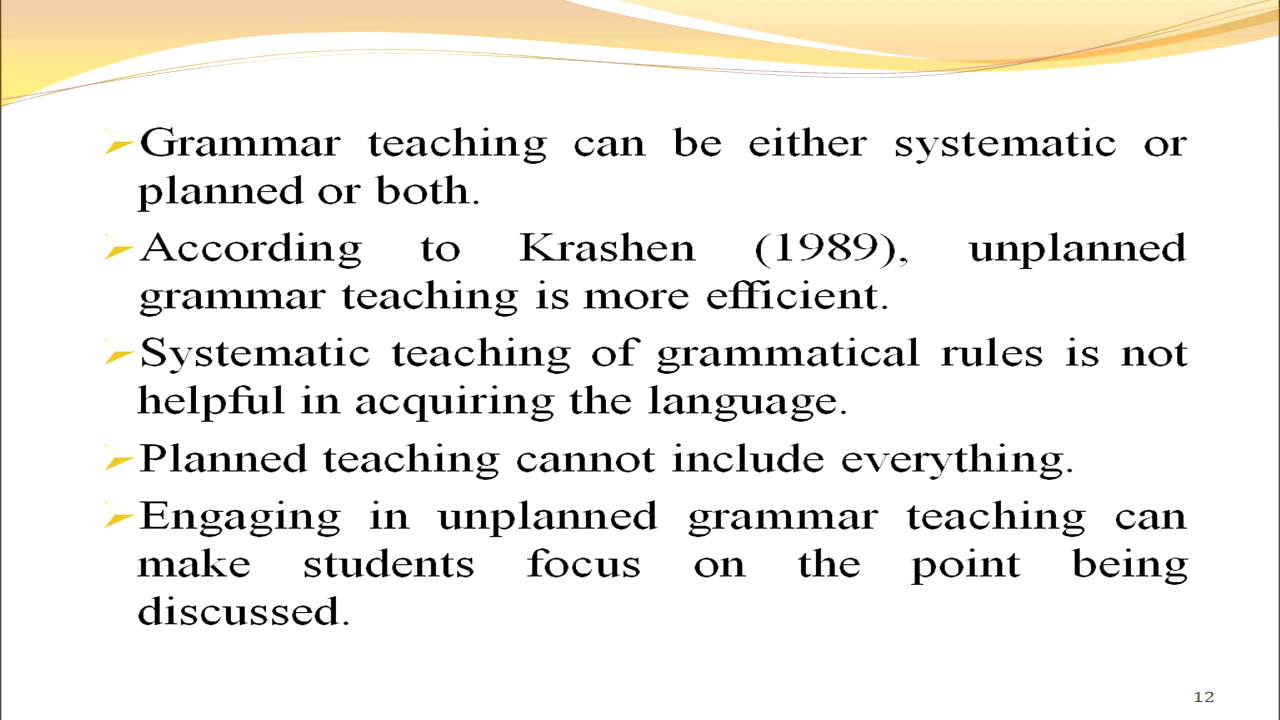 Grammar teaching can be either systematic or
planned or both.
According to Krashen (1989), unplanned
grammar teaching is more efficient.
Systematic teaching of grammatical rules is not
helpful in acquiring the language.
Planned teaching cannot include everything.
Engaging in unplanned grammar teaching can
make students focus on the point being
discussed.
12